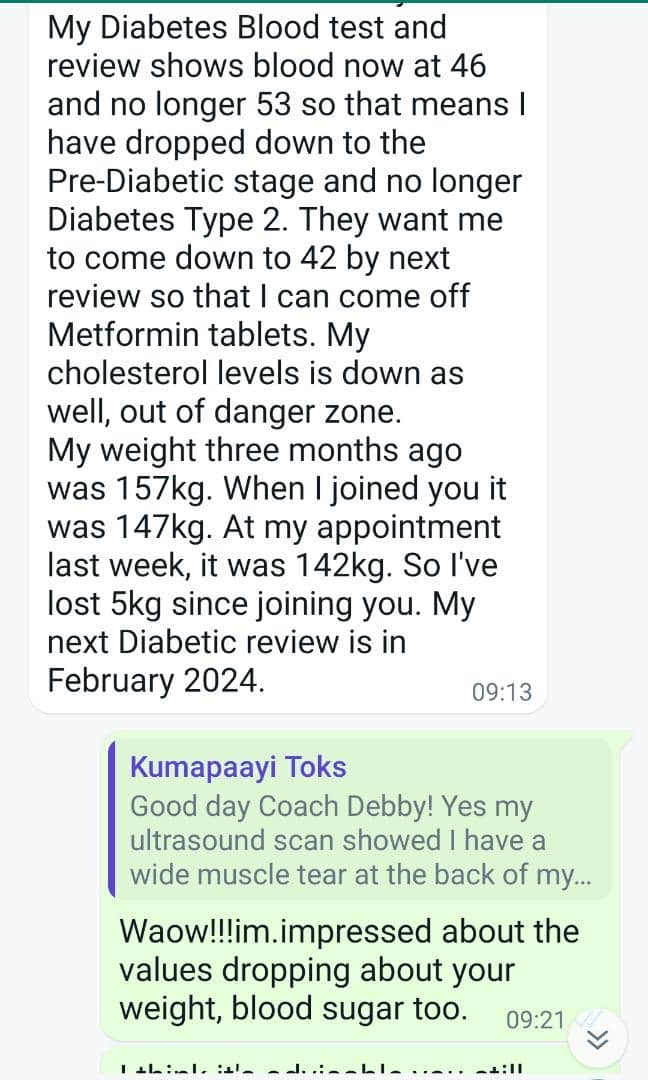 My Diabetes Blood test and
review shows blood now at 46
and no longer 53 so that means I
have dropped down to the
Pre-Diabetic stage and no longer
Diabetes Type 2. They want me
to come down to 42 by next
review so that I can come off
Metformin tablets. My
cholesterol levels is down as
well, out of danger zone.
My weight three months ago
was 157kg. When I joined you it
was 147kg. At my appointment
last week, it was 142kg. So I've
lost 5kg since joining you. My
next Diabetic review is in
February 2024.
09:13
Kumapaayi Toks
Good day Coach Debby! Yes my
ultrasound scan showed I have a
wide muscle tear at the back of my...
Waow!!!im.impressed about the
values dropping about your
weight, blood sugar too.
09:21
I think it's advisable you still